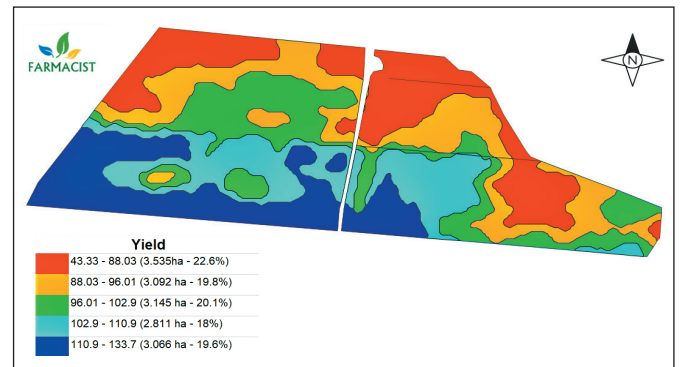 FARMACIST
N
Yield
43.33 - 88.03 (3.535ha - 22.6%)
88.03 - 96.01 (3.092 ha - 19.8%)
96.01 - 102.9 (3.145 ha - 20.1%)
102.9 - 110.9 (2.811 ha - 18%)
110.9 - 133.7 (3.066 ha - 19.6%)